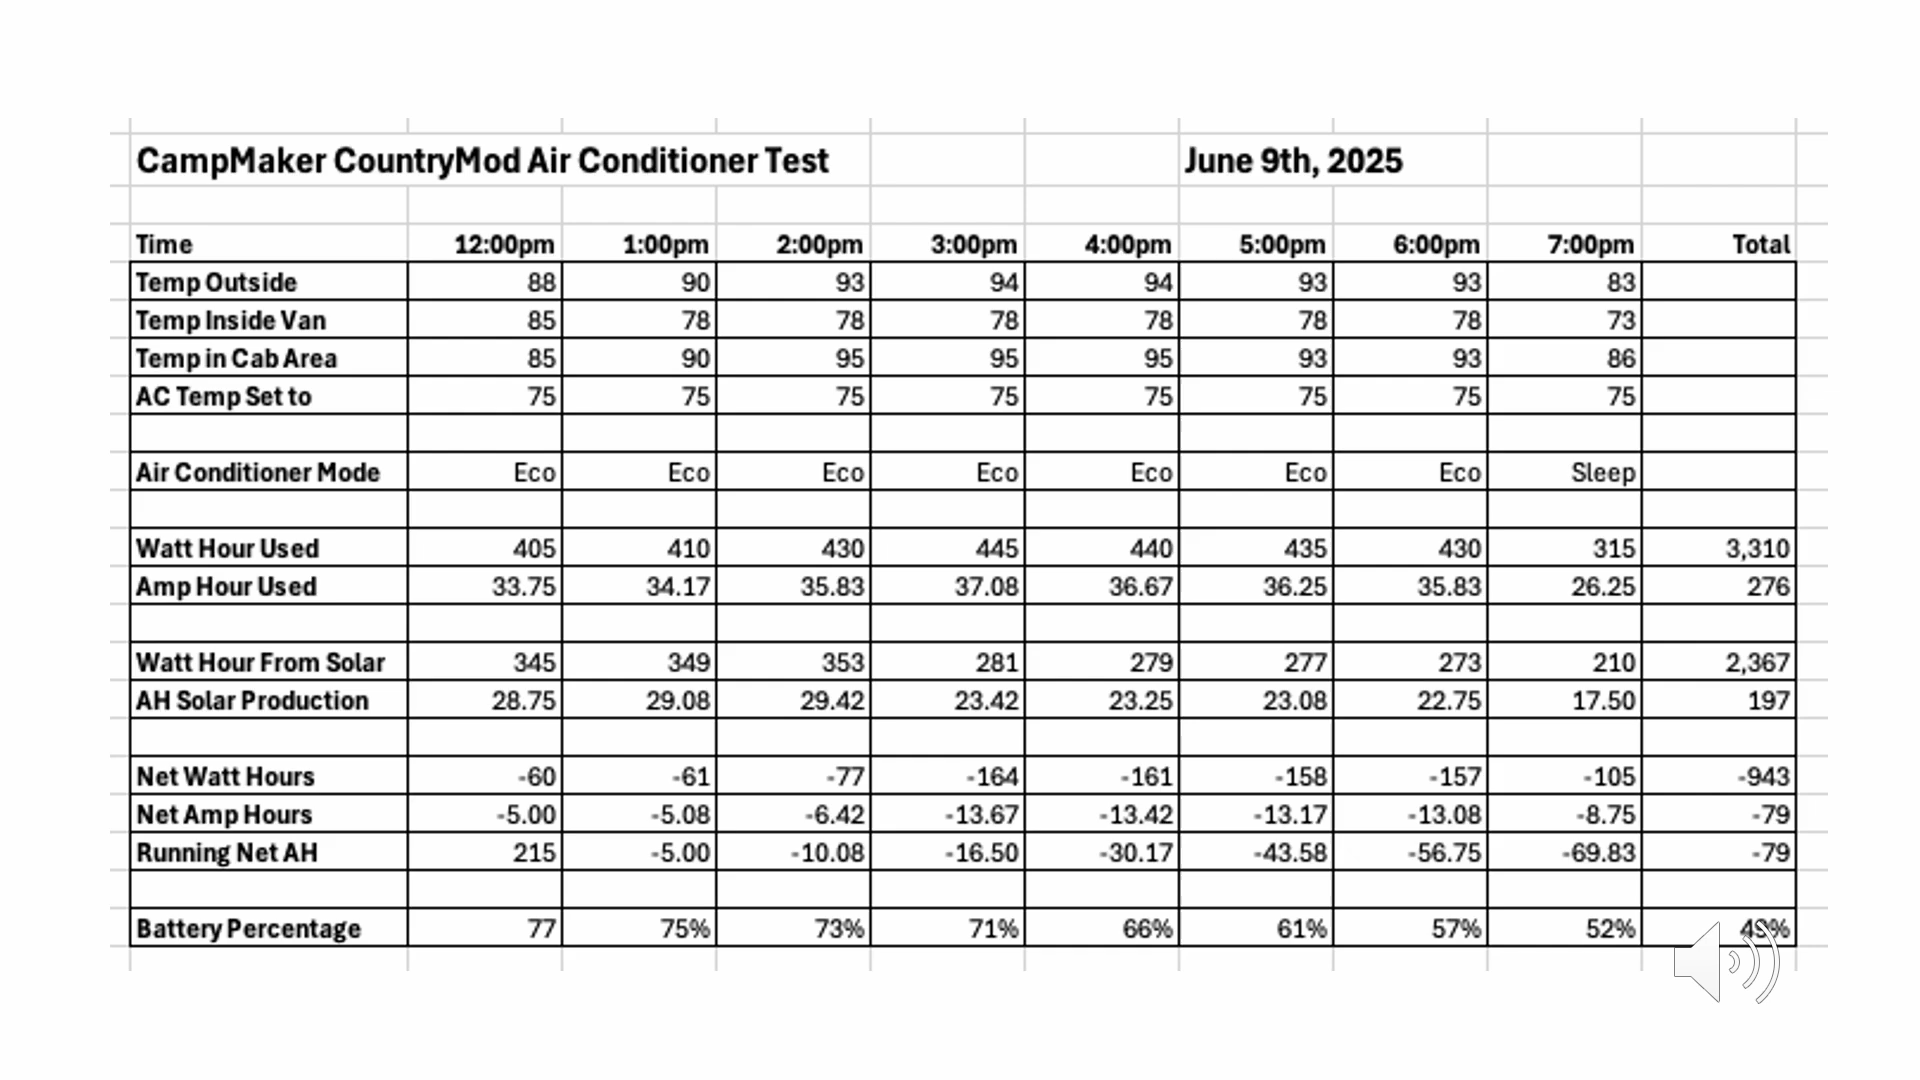 CampMaker CountryMod Air Conditioner Test June 9th, 2025
Time 12:00pm 1:00pm 2:00pm 3:00pm 4:00pm 5:00pm 6:00pm 7:00pm Total
Temp Outside 88 90 93 94 94 93 93 83
Temp Inside Van 85 78 78 78 78 78 78 73
Temp in Cab Area 85 90 95 95 95 93 93 86
AC Temp Set to 75 75 75 75 75 75 75 75
Air Conditioner Mode Eco Eco Eco Eco Eco Eco Eco Sleep
Watt Hour Used 405 410 430 445 440 435 430 315 3,310
Amp Hour Used 33.75 34.17 35.83 37.08 36.67 36.25 35.83 26.25 276
Watt Hour From Solar 345 349 353 281 279 277 273 210 2,367
AH Solar Production 28.75 29.08 29.42 23.42 23.25 23.08 22.75 17.50 197
Net Watt Hours -60 -61 -77 -164 -161 -158 -157 -105 -943
Net Amp Hours -5.00 -5.08 -6.42 -13.67 -13.42 -13.17 -13.08 -8.75 -79
Running Net AH 215 -5.00 -10.08 -16.50 -30.17 -43.58 -56.75 -69.83 -79
Battery Percentage 77 75% 73% 71% 66% 61% 57% 52%